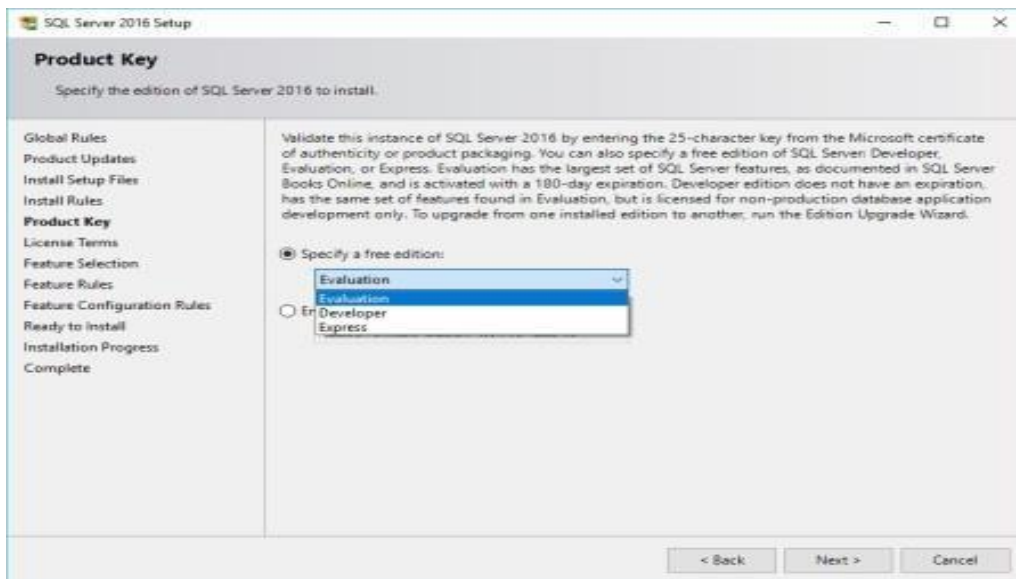 SQL Server 2016 Setup
Product Key
Specify the edition of SQL Server 2016 to install.
Global Rules
Product Updates
Install Setup Files
Install Rules
Product Key
License Terms
Feature Selection
Feature Rules
Feature Configuration Rules
Ready to Install
Installation Progress
Complete
Validate this instance of SQL Server 2016 by entering the 25-character key from the Microsoft certificate
of authenticity or product packaging. You can also specify a free edition of SQL Server: Developer,
Evaluation, or Express. Evaluation has the largest set of SQL Server features, as documented in SQL Server
Books Online, and is activated with a 180-day expiration. Developer edition does not have an expiration,
has the same set of features found in Evaluation, but is licensed for non-production database application
development only. To upgrade from one installed edition to another, run the Edition Upgrade Wizard.
Specify a free edition:
Evaluation
Evaluation
En
Developer
Express
< Back
Next >
Cancel